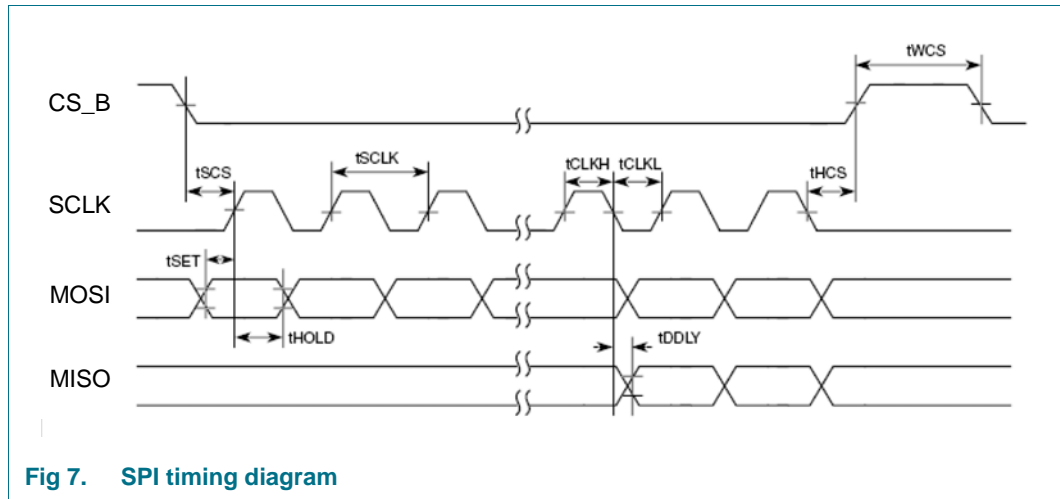 tWCS
CS_B
tSCS
tSCLK
tCLKH
tCLKL
tHCS
SCLK
tSET
MOSI
tHOLD
tDDLY
MISO
Fig 7. SPI timing diagram